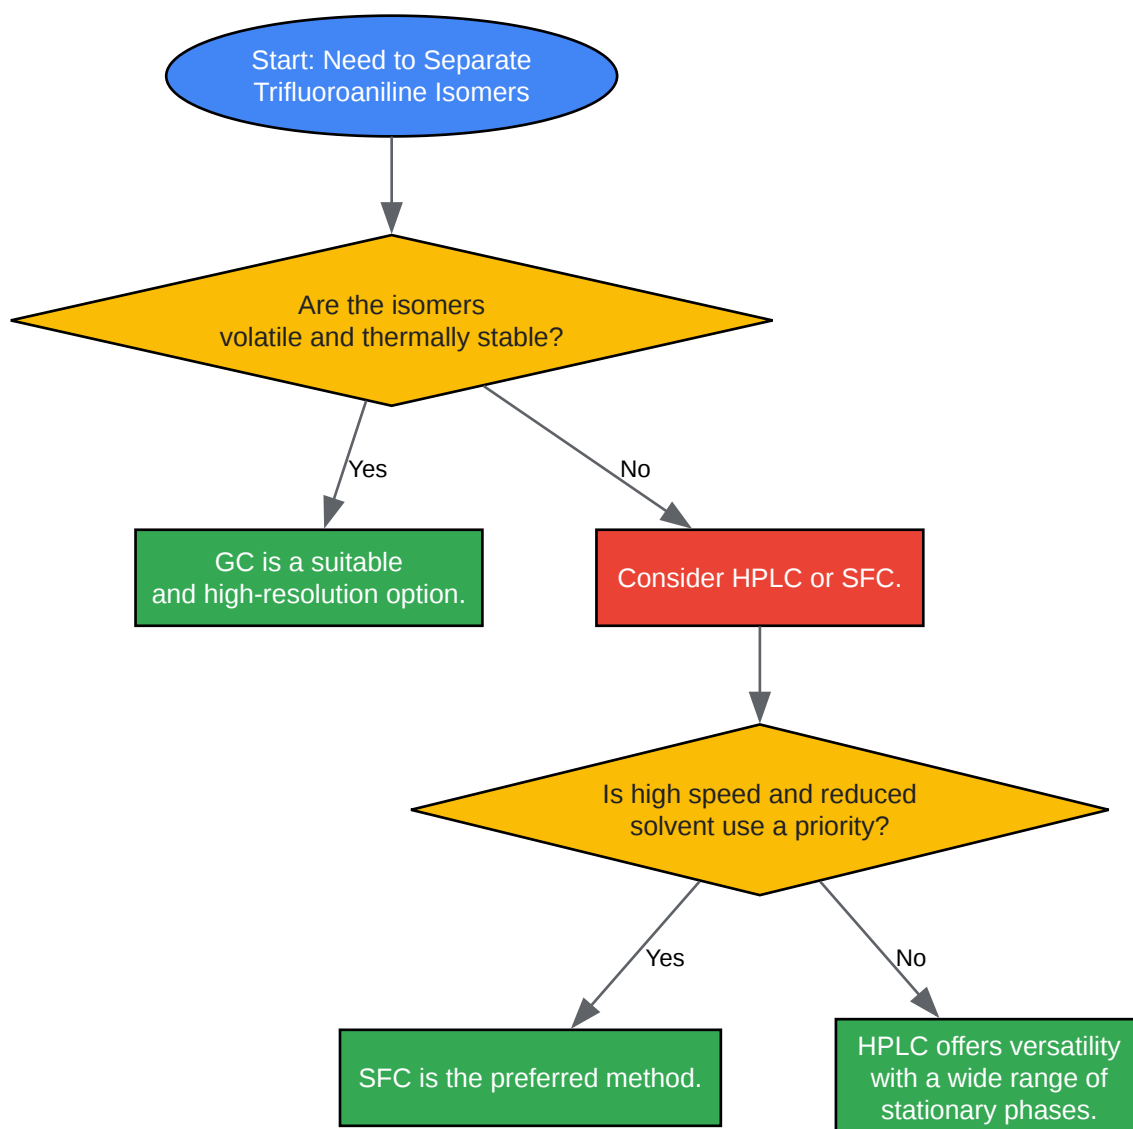 Start: Need to Separate
Trifluoroaniline Isomers
Are the isomers
volatile and thermally stable?
Yes
No
GC is a suitable
and high-resolution option.
Consider HPLC or SFC.
Is high speed and reduced
solvent use a priority?
Yes
No
SFC is the preferred method.
HPLC offers versatility
with a wide range of
stationary phases.